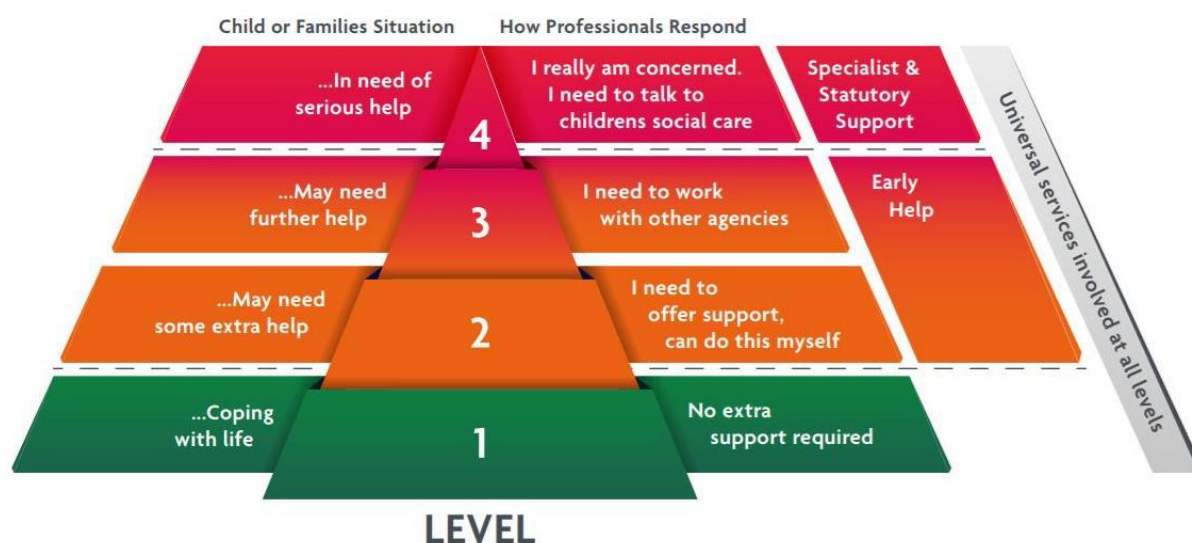 Child or Families Situation
How Professionals Respond
...In need of
serious help
4
I really am concerned.
I need to talk to
childrens social care
Specialist &
Statutory
Support
...May need
further help
3
I need to work
with other agencies
Early
Help
...May need
some extra help
2
I need to
offer support,
can do this myself
...Coping
with life
1
No extra
support required
Universal services involved at all levels
LEVEL